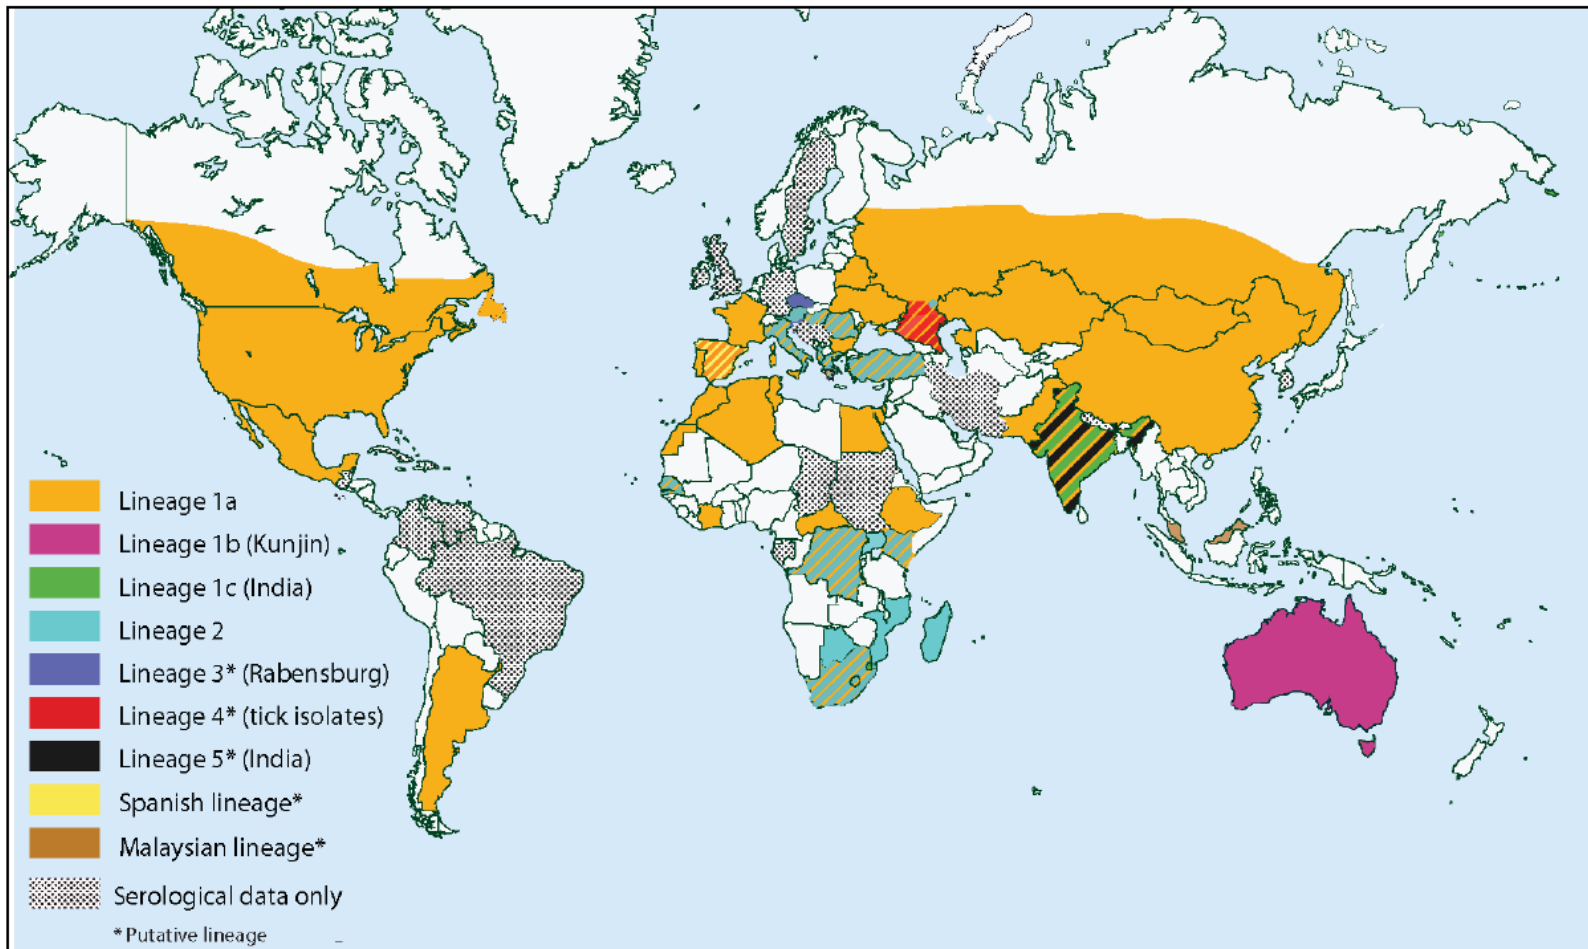 Lineage 1a
Lineage 1b (Kunjin)
Lineage 1c (India)
Lineage 2
Lineage 3* (Rabensburg)
Lineage 4* (tick isolates)
Lineage 5* (India)
Spanish lineage*
Malaysian lineage*
Serological data only
* Putative lineage